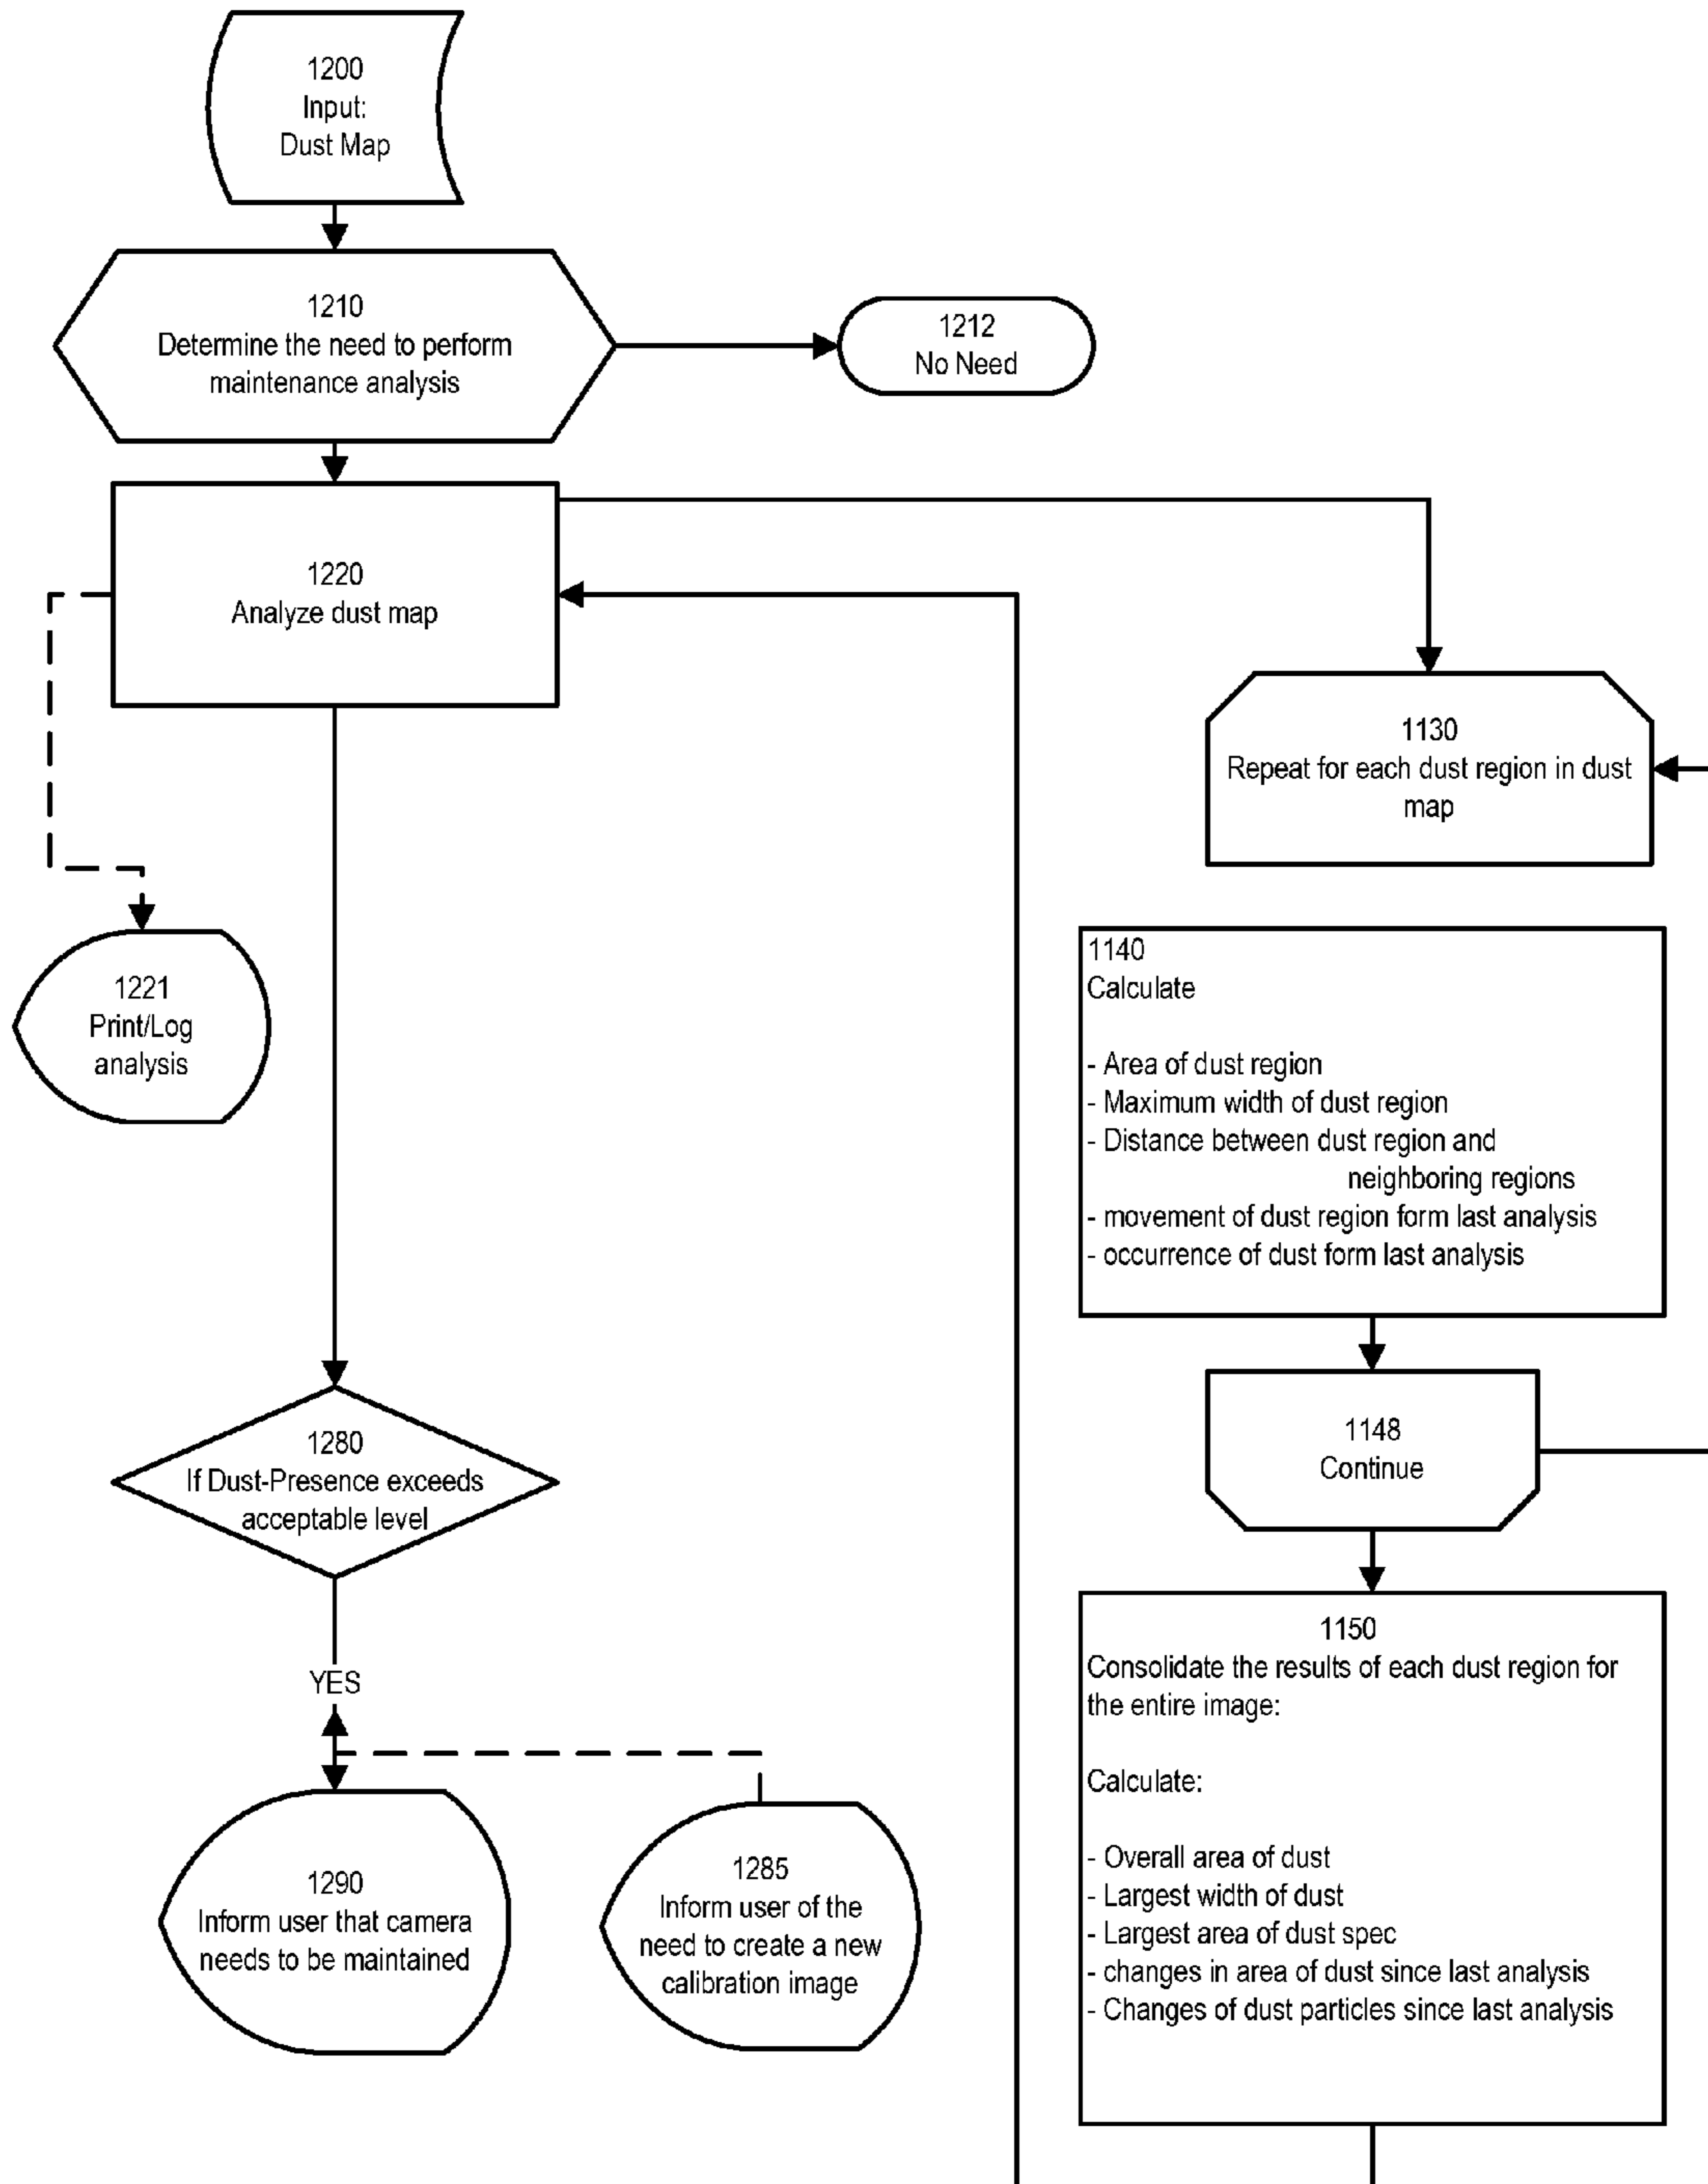 1200
Input:
Dust Map
1210
Determine the need to perform
maintenance analysis
1212
No Need
1220
Analyze dust map
1130
Repeat for each dust region in dust
map
1221
Print/Log
analysis
1140
Calculate
- Area of dust region
- Maximum width of dust region
- Distance between dust region and
neighboring regions
- movement of dust region form last analysis
- occurrence of dust form last analysis
1280
If Dust-Presence exceeds
acceptable level
1148
Continue
YES
1150
Consolidate the results of each dust region for
the entire image:
Calculate:
- Overall area of dust
- Largest width of dust
- Largest area of dust spec
- changes in area of dust since last analysis
- Changes of dust particles since last analysis
1290
Inform user that camera
needs to be maintained
1285
Inform user of the
need to create a new
calibration image